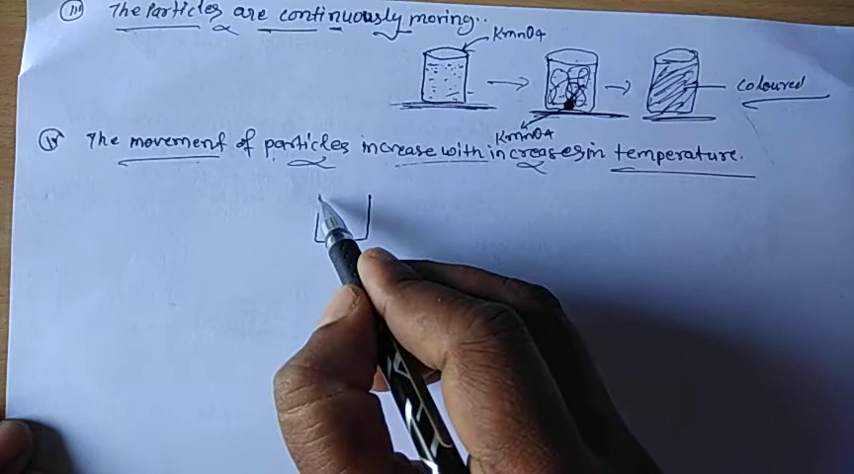 (iii) The Particles are continuously moving..
KmnO4
coloured
KmnO4
(iv) The movement of particles increase with increases in temperature.